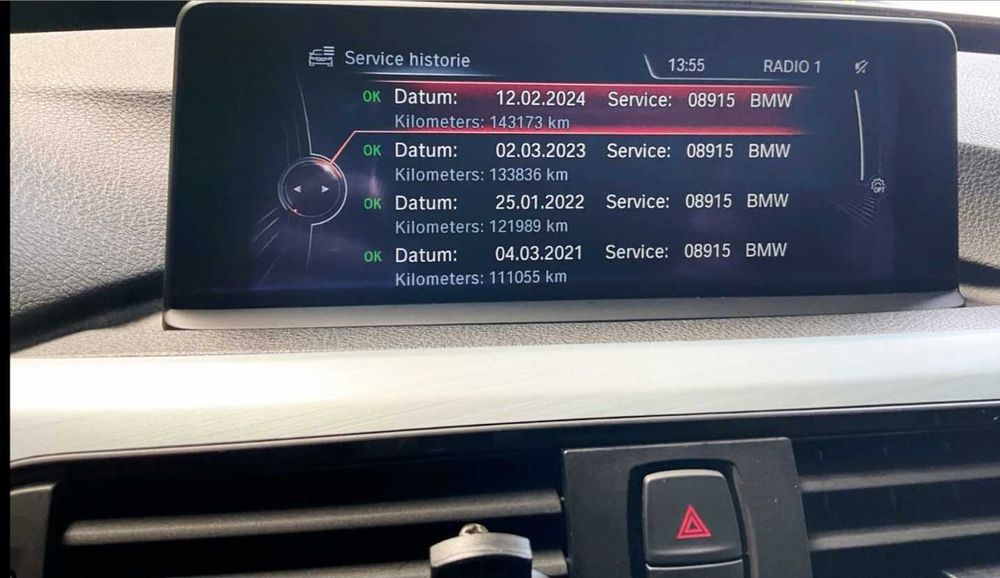 Service historie
13:55 RADIO 1
OK Datum: 12.02.2024 Service: 08915 BMW
Kilometers: 143173 km
OK Datum: 02.03.2023 Service: 08915 BMW
Kilometers: 133836 km
OK Datum: 25.01.2022 Service: 08915 BMW
Kilometers: 121989 km
OK Datum: 04.03.2021 Service: 08915 BMW
Kilometers: 111055 km
OPT